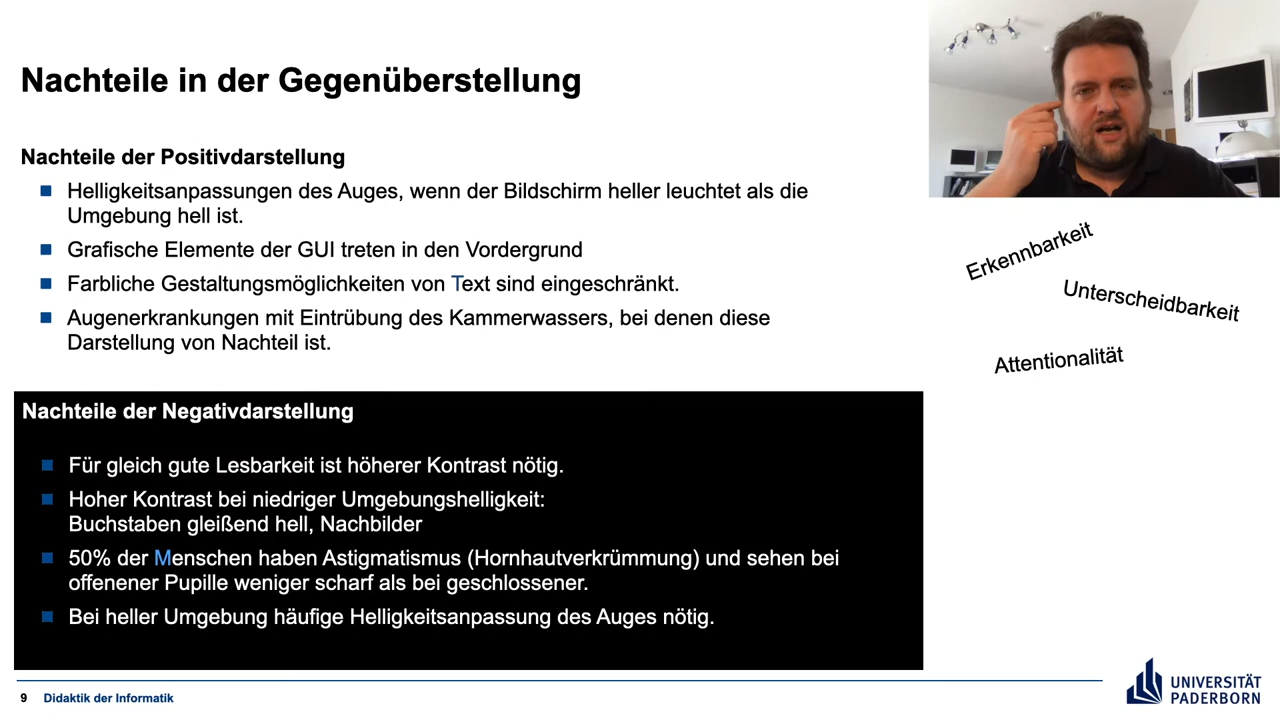 Nachteile in der Gegenüberstellung
Nachteile der Positivdarstellung
Helligkeitsanpassungen des Auges, wenn der Bildschirm heller leuchtet als die
Umgebung hell ist.
Grafische Elemente der GUI treten in den Vordergrund
Farbliche Gestaltungsmöglichkeiten von Text sind eingeschränkt.
Augenerkrankungen mit Eintrübung des Kammerwassers, bei denen diese
Darstellung von Nachteil ist.
Erkennbarkeit
Unterscheidbarkeit
Attentionalität
Nachteile der Negativdarstellung
Für gleich gute Lesbarkeit ist höherer Kontrast nötig.
Hoher Kontrast bei niedriger Umgebungshelligkeit:
Buchstaben gleißend hell, Nachbilder
50% der Menschen haben Astigmatismus (Hornhautverkrümmung) und sehen bei
offenener Pupille weniger scharf als bei geschlossener.
Bei heller Umgebung häufige Helligkeitsanpassung des Auges nötig.
9 Didaktik der Informatik
UNIVERSITÄT
PADERBORN